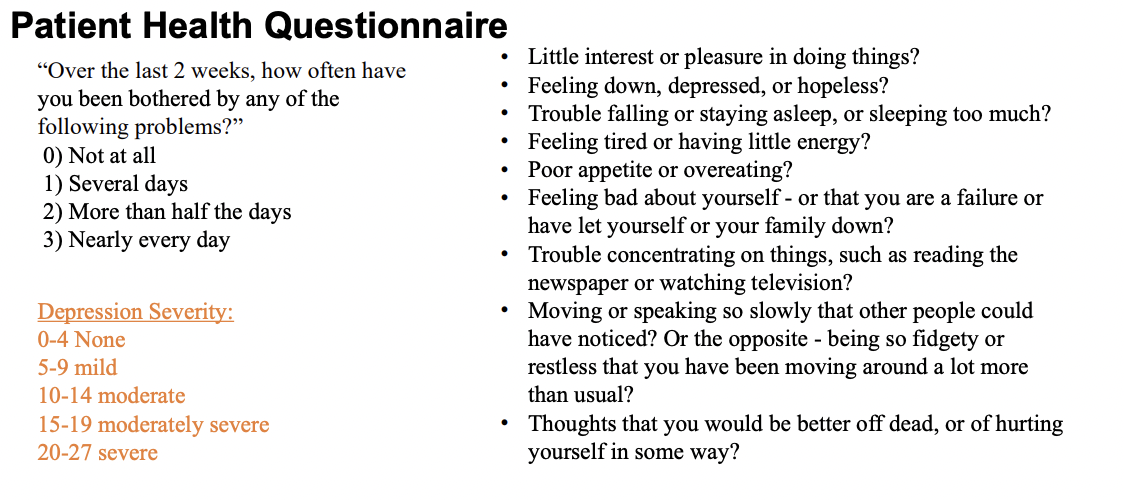 Patient Health Questionnaire
“Over the last 2 weeks, how often have
you been bothered by any of the
following problems?”
0) Not at all
1) Several days
2) More than half the days
3) Nearly every day
Depression Severity:
0-4 None
5-9 mild
10-14 moderate
15-19 moderately severe
20-27 severe
• Little interest or pleasure in doing things?
• Feeling down, depressed, or hopeless?
• Trouble falling or staying asleep, or sleeping too much?
• Feeling tired or having little energy?
• Poor appetite or overeating?
• Feeling bad about yourself - or that you are a failure or
have let yourself or your family down?
• Trouble concentrating on things, such as reading the
newspaper or watching television?
• Moving or speaking so slowly that other people could
have noticed? Or the opposite - being so fidgety or
restless that you have been moving around a lot more
than usual?
• Thoughts that you would be better off dead, or of hurting
yourself in some way?